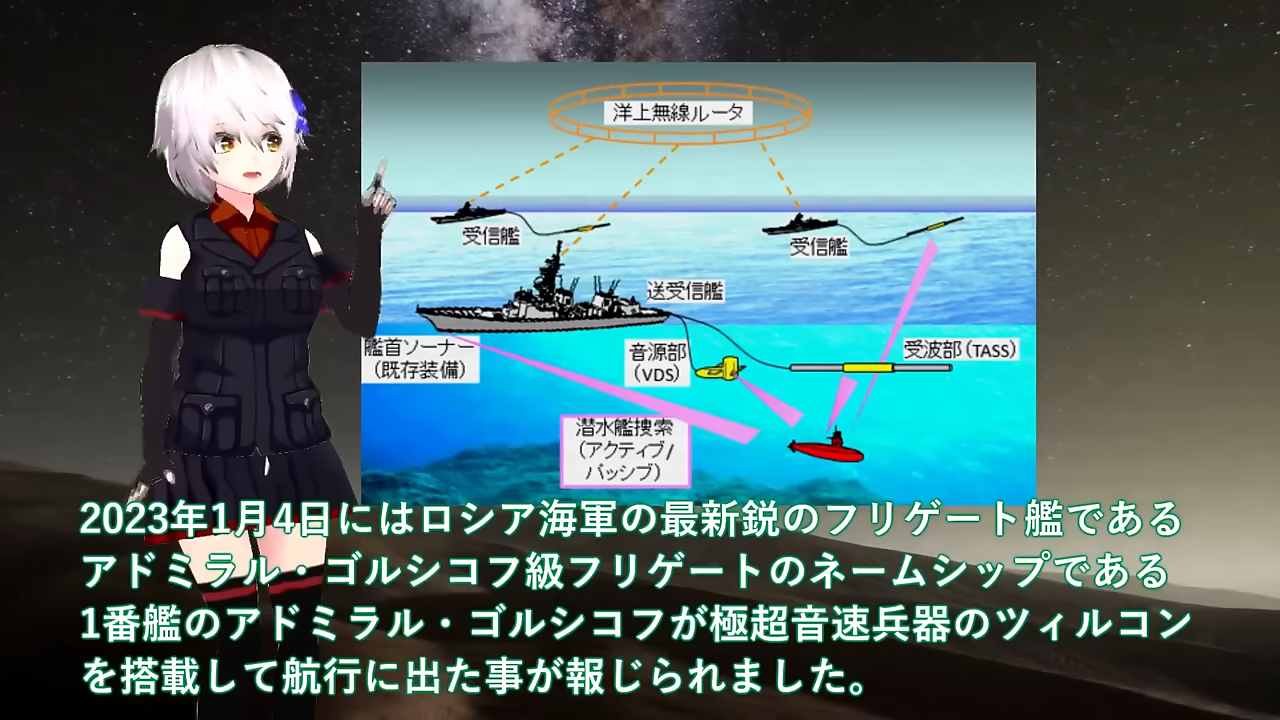 洋上無線ルータ
受信艦
受信艦
送受信艦
艦首ソーナー
（既存装備）
音源部
（VDS）
受波部（TASS）
潜水艦捜索
（アクティブ/
パッシブ）
2023年1月4日にはロシア海軍の最新鋭のフリゲート艦である
アドミラル・ゴルシコフ級フリゲートのネームシップである
1番艦のアドミラル・ゴルシコフが極超音速兵器のツィルコン
を搭載して航行に出た事が報じられました。